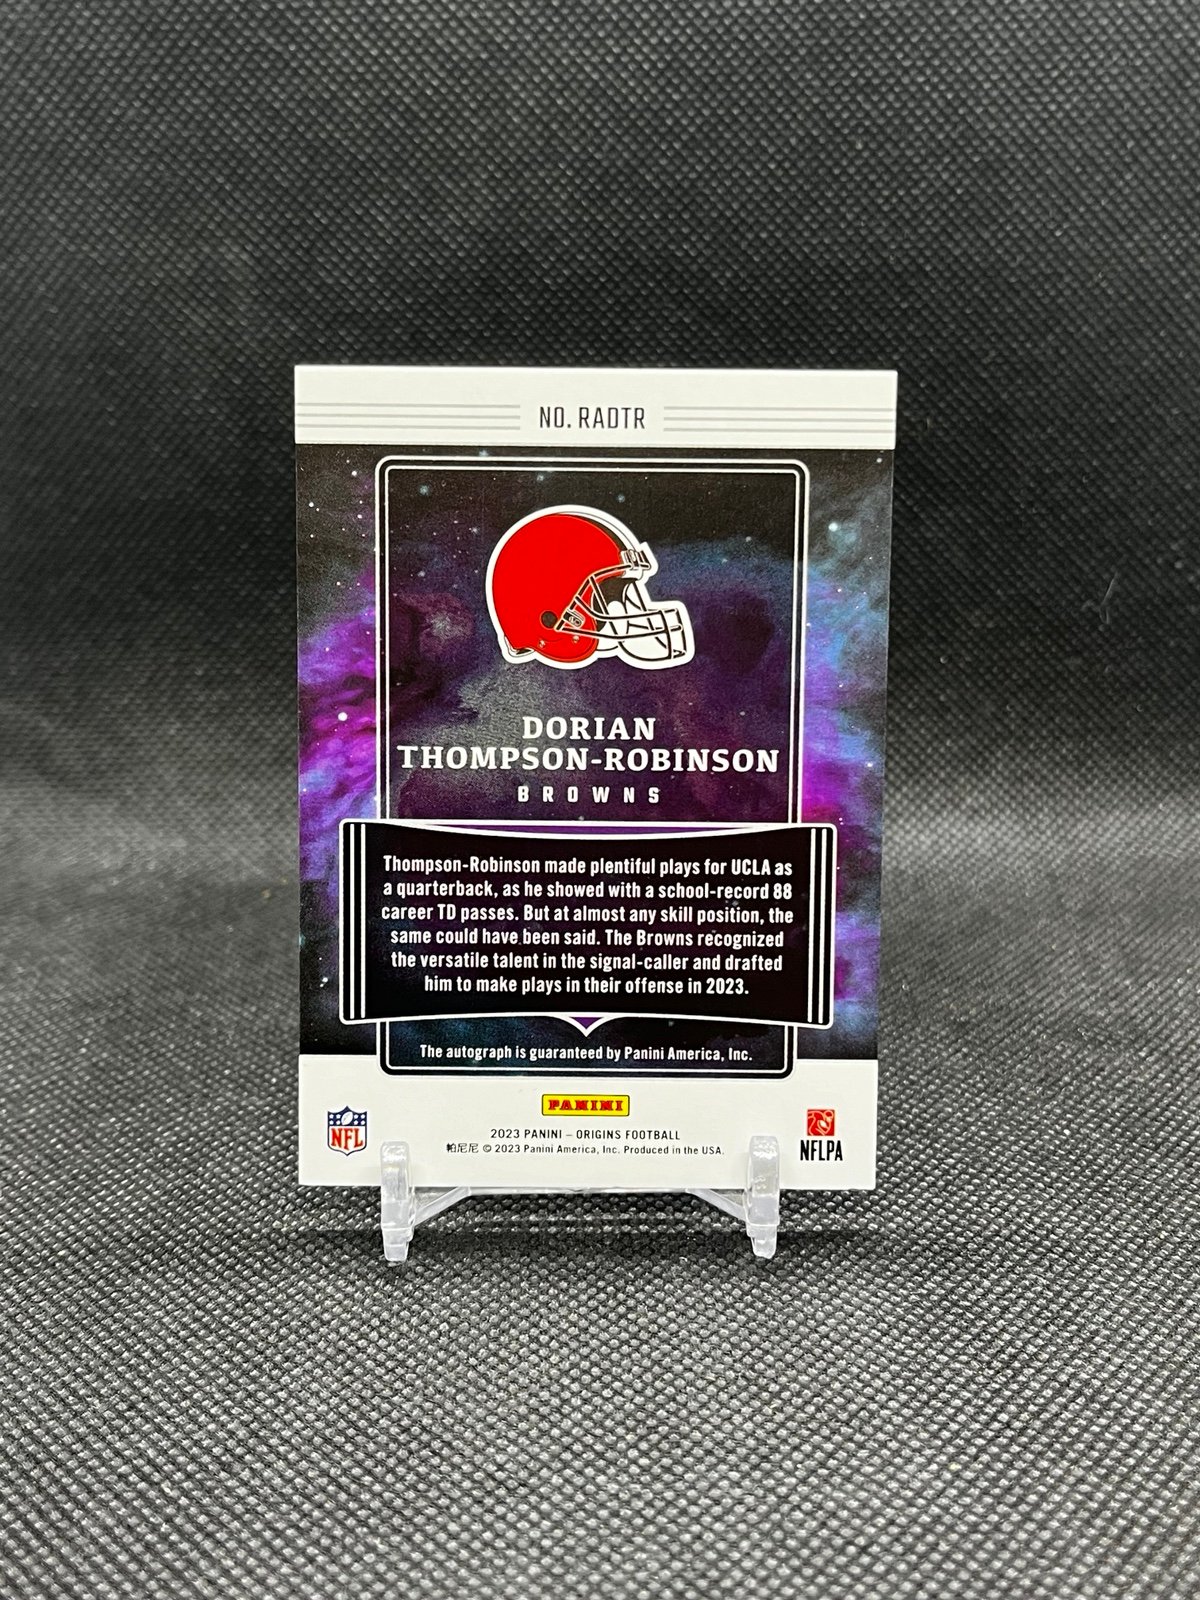 NO. RADTR
DORIAN
THOMPSON-ROBINSON
BROWNS
Thompson-Robinson made plentiful plays for UCLA as
a quarterback, as he showed with a school-record 88
career TD passes. But at almost any skill position, the
same could have been said. The Browns recognized
the versatile talent in the signal-caller and drafted
him to make plays in their offense in 2023.
The autograph is guaranteed by Panini America, Inc.
PANINI
NFL
2023 PANINI – ORIGINS FOOTBALL
帕尼尼 © 2023 Panini America, Inc. Produced in the USA.
NFLPA